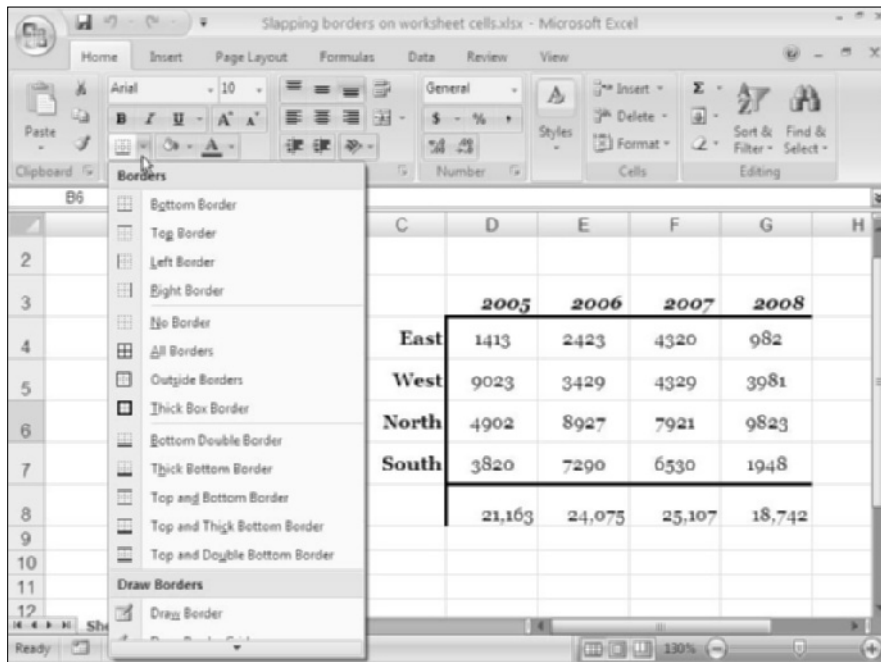 Slapping borders on worksheet cells.xlsx - Microsoft Excel
Home Insert Page Layout Formulas Data Review View
Arial 10 General Insert Σ
Paste B I U A A $ % , Styles Delete Sort & Filter Find & Select
A Format
Clipboard Number Cells Editing
B6
Borders
Bottom Border
Top Border
Left Border
Right Border
No Border
All Borders
Outside Borders
Thick Box Border
Bottom Double Border
Thick Bottom Border
Top and Bottom Border
Top and Thick Bottom Border
Top and Double Bottom Border
Draw Borders
Draw Border
C D E F G H
2
3 2005 2006 2007 2008
4 East 1413 2423 4320 982
5 West 9023 3429 4329 3981
6 North 4902 8927 7921 9823
7 South 3820 7290 6530 1948
8 21,163 24,075 25,107 18,742
9
10
11
12
Ready 130%